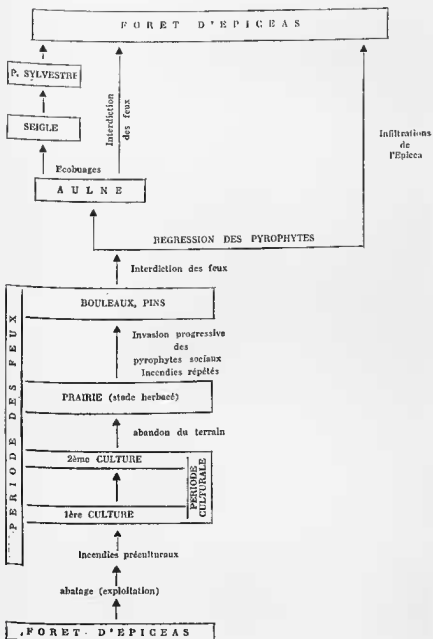 FORET D'EPICEAS
P. SYLVESTRE
SEIGLE
Interdiction
des feux
Infiltrations
de
l'Epicea
Ecobuages
AULNE
REGRESSION DES PYROPHYTES
Interdiction des feux
BOULEAUX, PINS
Invasion progressive
des
pyrophytes sociaux
Incendies répétés
PRAIRIE (stade herbacé)
abandon du terrain
2ème CULTURE
PERIODE
CULTURALE
1ère CULTURE
PERIODE DES FEUX
Incendies préculturaux
abatage (exploitation)
FORET D'EPICEAS